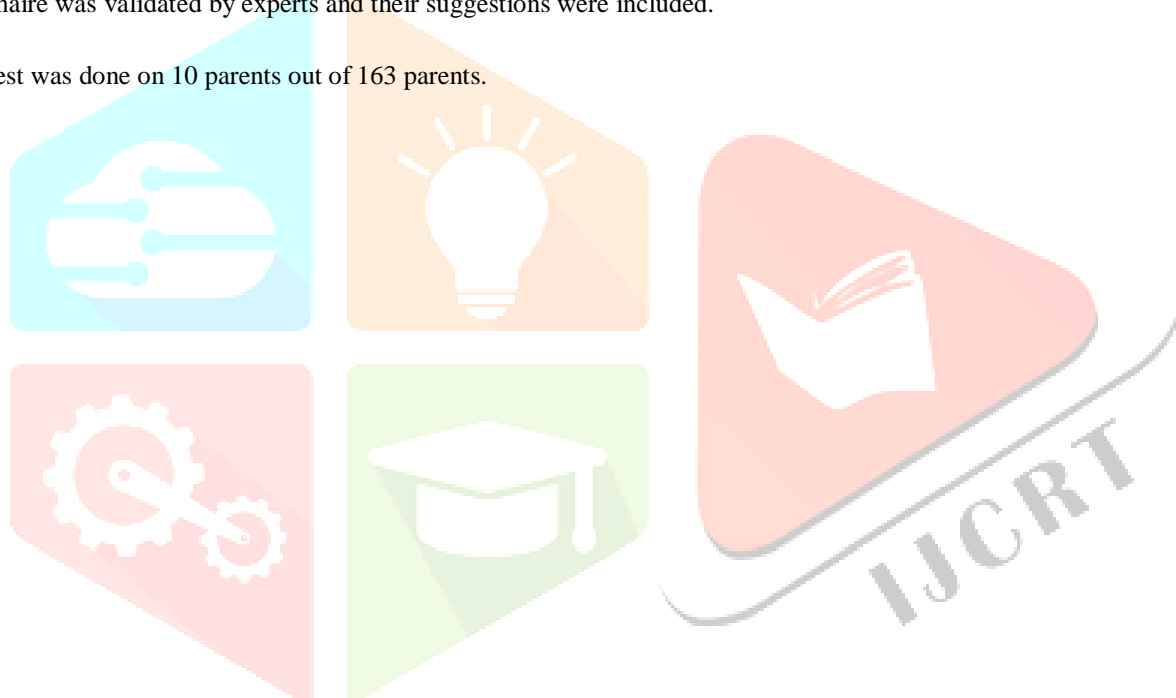 naire was validated by experts and their suggestions were included.
est was done on 10 parents out of 163 parents.
IJCRT